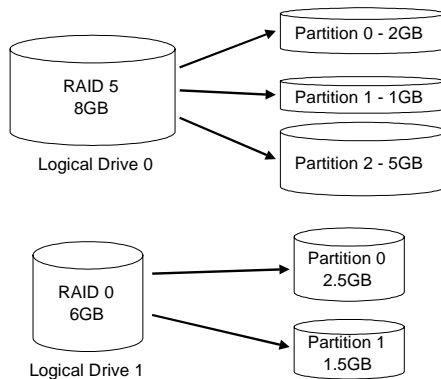 Partition 0 - 2GB
RAID 5
8GB
Partition 1 - 1GB
Partition 2 - 5GB
Logical Drive 0
RAID 0
6GB
Partition 0
2.5GB
Partition 1
1.5GB
Logical Drive 1